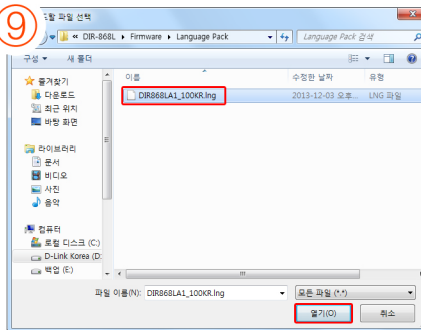 9
로할 파일 선택
« DIR-868L ▸ Firmware ▸ Language Pack
Language Pack 검색
구성 ▾ 새 폴더
이름
수정한 날짜
유형
DIR868LA1_100KR.lng
2013-12-03 오후...
LNG 파일
즐겨찾기
다운로드
최근 위치
바탕 화면
라이브러리
문서
비디오
사진
음악
컴퓨터
로컬 디스크 (C:)
D-Link Korea (D:
백업 (E:)
파일 이름(N):
DIR868LA1_100KR.lng
모든 파일 (*.*)
열기(O)
취소